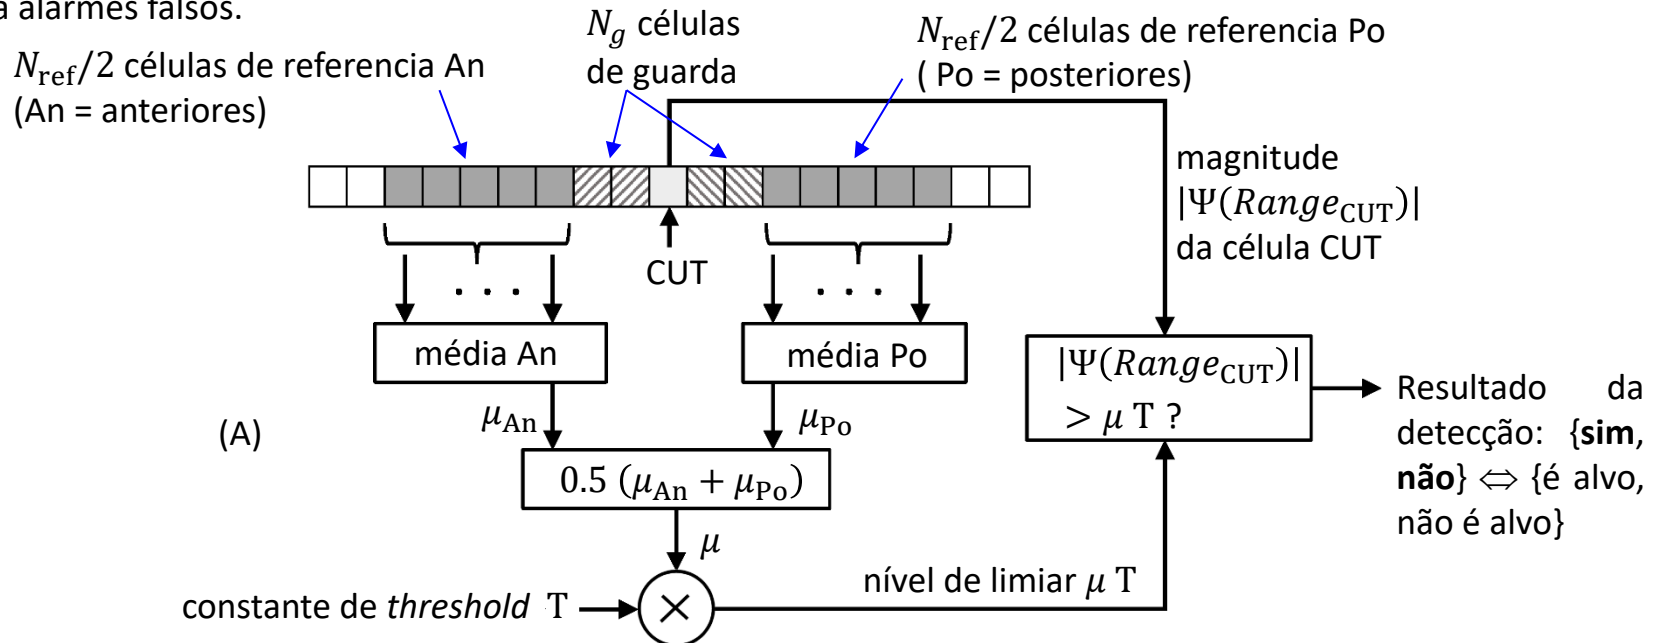 a alarmes falsos.
N_ref/2 células de referencia An
(An = anteriores)
N_g células
de guarda
N_ref/2 células de referencia Po
( Po = posteriores)
magnitude
|Ψ(Range_CUT)|
da célula CUT
CUT
. . .
. . .
média An
média Po
|Ψ(Range_CUT)|
> μ T ?
Resultado da
detecção: {sim,
não} ⇔ {é alvo,
não é alvo}
(A)
μ_An
μ_Po
0.5 (μ_An + μ_Po)
μ
nível de limiar μ T
constante de threshold T
×